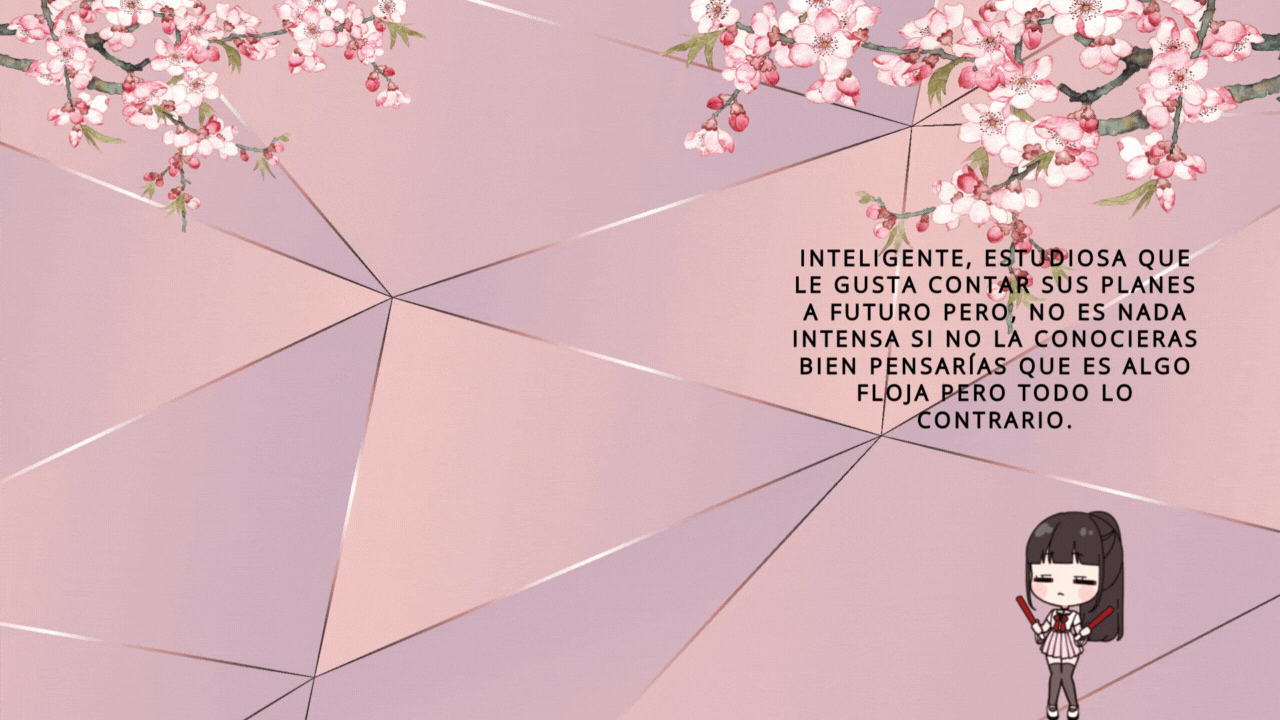 INTELIGENTE, ESTUDIOSA QUE
LE GUSTA CONTAR SUS PLANES
A FUTURO PERO, NO ES NADA
INTENSA SI NO LA CONOCIERAS
BIEN PENSARÍAS QUE ES ALGO
FLOJA PERO TODO LO
CONTRARIO.